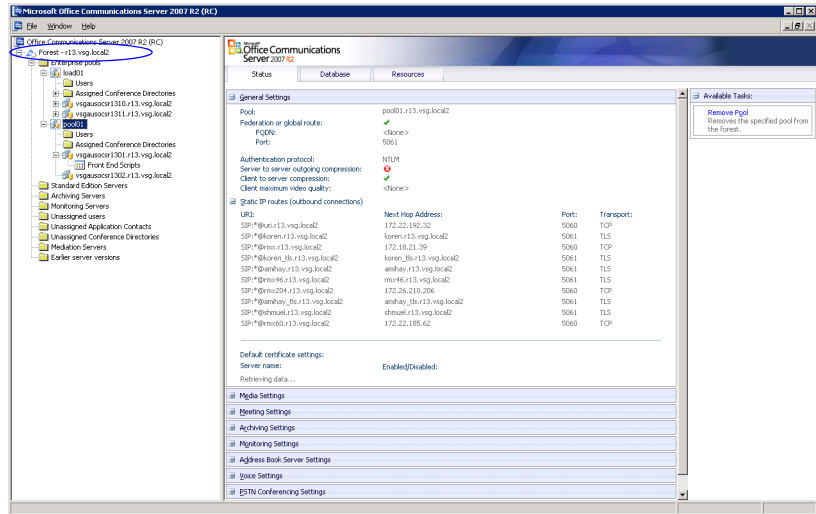 Microsoft Office Communications Server 2007 R2 (RC)
File Window Help
Office Communications Server 2007 R2 (RC)
Forest - r13.vsg.local2
Enterprise pools
load01
Users
Assigned Conference Directories
vsgausocsr1310.r13.vsg.local2
vsgausocsr1311.r13.vsg.local2
pool01
Users
Assigned Conference Directories
vsgausocsr1301.r13.vsg.local2
Front End Scripts
vsgausocsr1302.r13.vsg.local2
Standard Edition Servers
Archiving Servers
Monitoring Servers
Unassigned users
Unassigned Application Contacts
Unassigned Conference Directories
Mediation Servers
Earlier server versions
Microsoft
Office Communications
Server 2007 R2
Status Database Resources
General Settings
Pool: pool01.r13.vsg.local2
Federation or global route:
FQDN: <None>
Port: 5061
Authentication protocol: NTLM
Server to server outgoing compression:
Client to server compression:
Client maximum video quality: <None>
Static IP routes (outbound connections)
URI: Next Hop Address: Port: Transport:
SIP:*@uri.r13.vsg.local2 172.22.192.32 5060 TCP
SIP:*@koren.r13.vsg.local2 koren.r13.vsg.local2 5061 TLS
SIP:*@rmx.r13.vsg.local2 172.18.21.39 5060 TCP
SIP:*@koren_tls.r13.vsg.local2 koren_tls.r13.vsg.local2 5061 TLS
SIP:*@amihay.r13.vsg.local2 amihay.r13.vsg.local2 5061 TLS
SIP:*@rmx46.r13.vsg.local2 rmx46.r13.vsg.local2 5061 TLS
SIP:*@rmx204.r13.vsg.local2 172.26.210.206 5060 TCP
SIP:*@amihay_tls.r13.vsg.local2 amihay_tls.r13.vsg.local2 5061 TLS
SIP:*@shmuel.r13.vsg.local2 shmuel.r13.vsg.local2 5061 TLS
SIP:*@rmx60.r13.vsg.local2 172.22.185.62 5060 TCP
Default certificate settings:
Server name: Enabled/Disabled:
Retrieving data...
Media Settings
Meeting Settings
Archiving Settings
Monitoring Settings
Address Book Server Settings
Voice Settings
PSTN Conferencing Settings
Available Tasks:
Remove Pool
Removes the specified pool from
the forest.